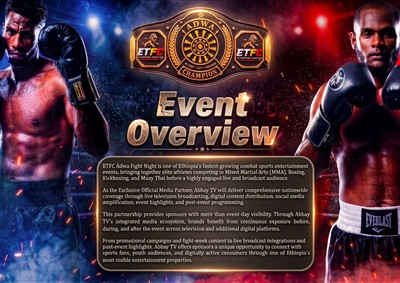 ADWA
ETFC
ETFC
CHAMPION
Event
Overview
ETFC Adwa Fight Night is one of Ethiopia's fastest-growing combat sports entertainment
events, bringing together elite athletes competing in Mixed Martial Arts (MMA), Boxing,
Kickboxing, and Muay Thai before a highly engaged live and broadcast audience.
As the Exclusive Official Media Partner, Abbay TV will deliver comprehensive nationwide
coverage through live television broadcasting, digital content distribution, social media
amplification, event highlights, and post-event programming.
This partnership provides sponsors with more than event-day visibility. Through Abbay
TV's integrated media ecosystem, brands benefit from continuous exposure before,
during, and after the event across television and additional digital platforms.
From promotional campaigns and fight-week content to live broadcast integrations and
post-event highlights. Abbay TV offers sponsors a unique opportunity to connect with
sports fans, youth audiences, and digitally active consumers through one of Ethiopia's
most visible entertainment properties.
EVERLAST